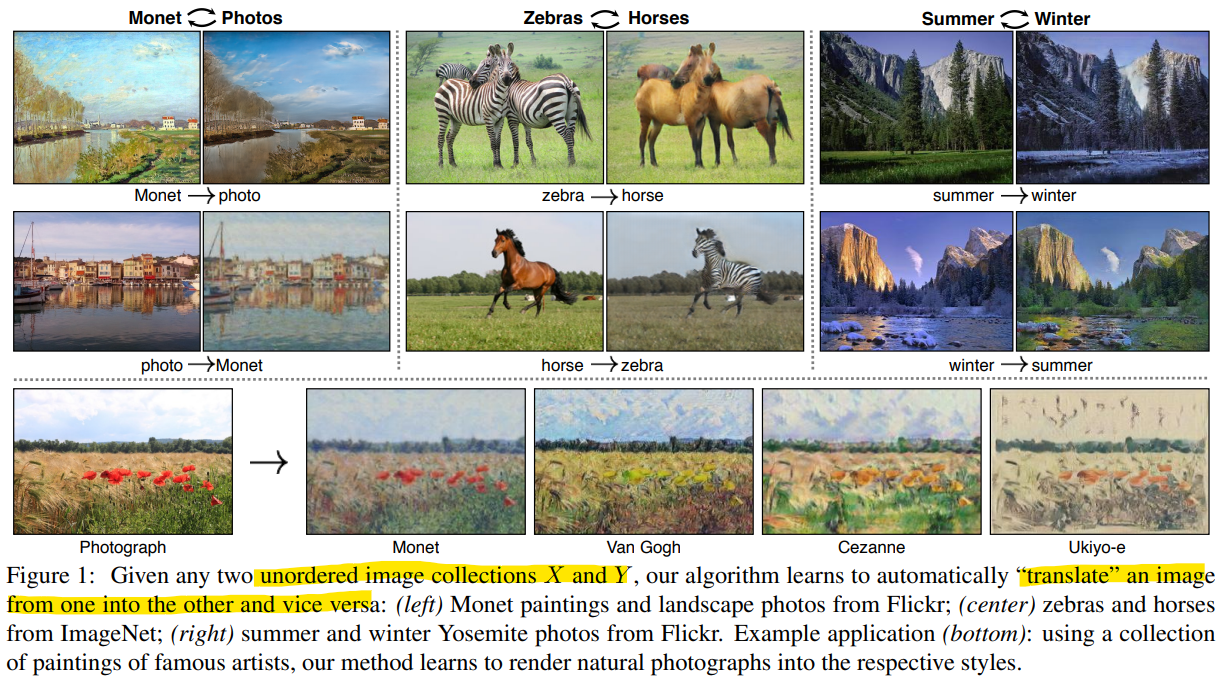 Monet ⇄ Photos
Zebras ⇄ Horses
Summer ⇄ Winter
Monet → photo
zebra → horse
summer → winter
photo → Monet
horse → zebra
winter → summer
→
Photograph
Monet
Van Gogh
Cezanne
Ukiyo-e
Figure 1: Given any two unordered image collections X and Y, our algorithm learns to automatically “translate” an image
from one into the other and vice versa: (left) Monet paintings and landscape photos from Flickr; (center) zebras and horses
from ImageNet; (right) summer and winter Yosemite photos from Flickr. Example application (bottom): using a collection
of paintings of famous artists, our method learns to render natural photographs into the respective styles.